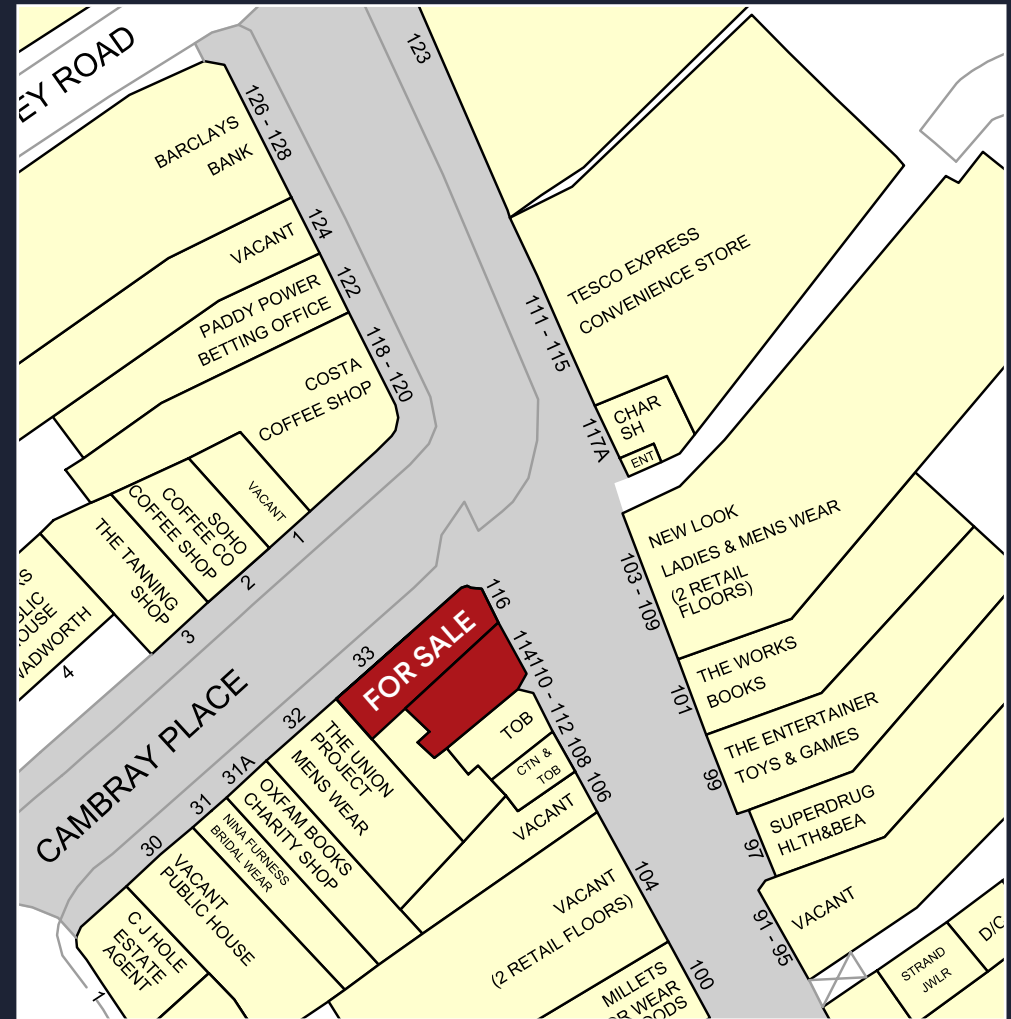 EY ROAD
123
126 - 128
BARCLAYS
BANK
124
VACANT
122
PADDY POWER
BETTING OFFICE
118 - 120
COSTA
COFFEE SHOP
TESCO EXPRESS
CONVENIENCE STORE
111 - 115
CHAR
SH
117A
ENT
VACANT
1
SOHO
COFFEE CO
COFFEE SHOP
2
THE TANNING
SHOP
3
LIC
OUSE
WADWORTH
4
NEW LOOK
LADIES & MENS WEAR
(2 RETAIL
FLOORS)
103 - 109
116
FOR SALE
114
33
CAMBRAY PLACE
THE WORKS
BOOKS
101
110 - 112
TOB
32
THE UNION
PROJECT
MENS WEAR
THE ENTERTAINER
TOYS & GAMES
99
108
CTN &
TOB
106
31A
OXFAM BOOKS
CHARITY SHOP
31
NINA FURNESS
BRIDAL WEAR
VACANT
SUPERDRUG
HLTH&BEA
97
30
VACANT
PUBLIC HOUSE
104
VACANT
(2 RETAIL FLOORS)
VACANT
91 - 95
C J HOLE
ESTATE
AGENT
1
100
MILLETS
R WEAR
ODS
STRAND
JWLR
D/C